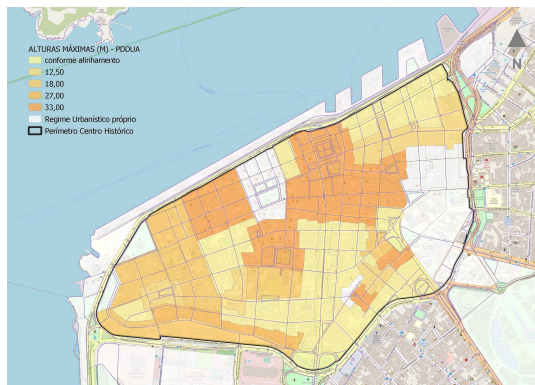 ALTURAS MÁXIMAS (M) - PDDUA
conforme alinhamento
12,50
18,00
27,00
33,00
Regime Urbanístico próprio
Perímetro Centro Histórico
N